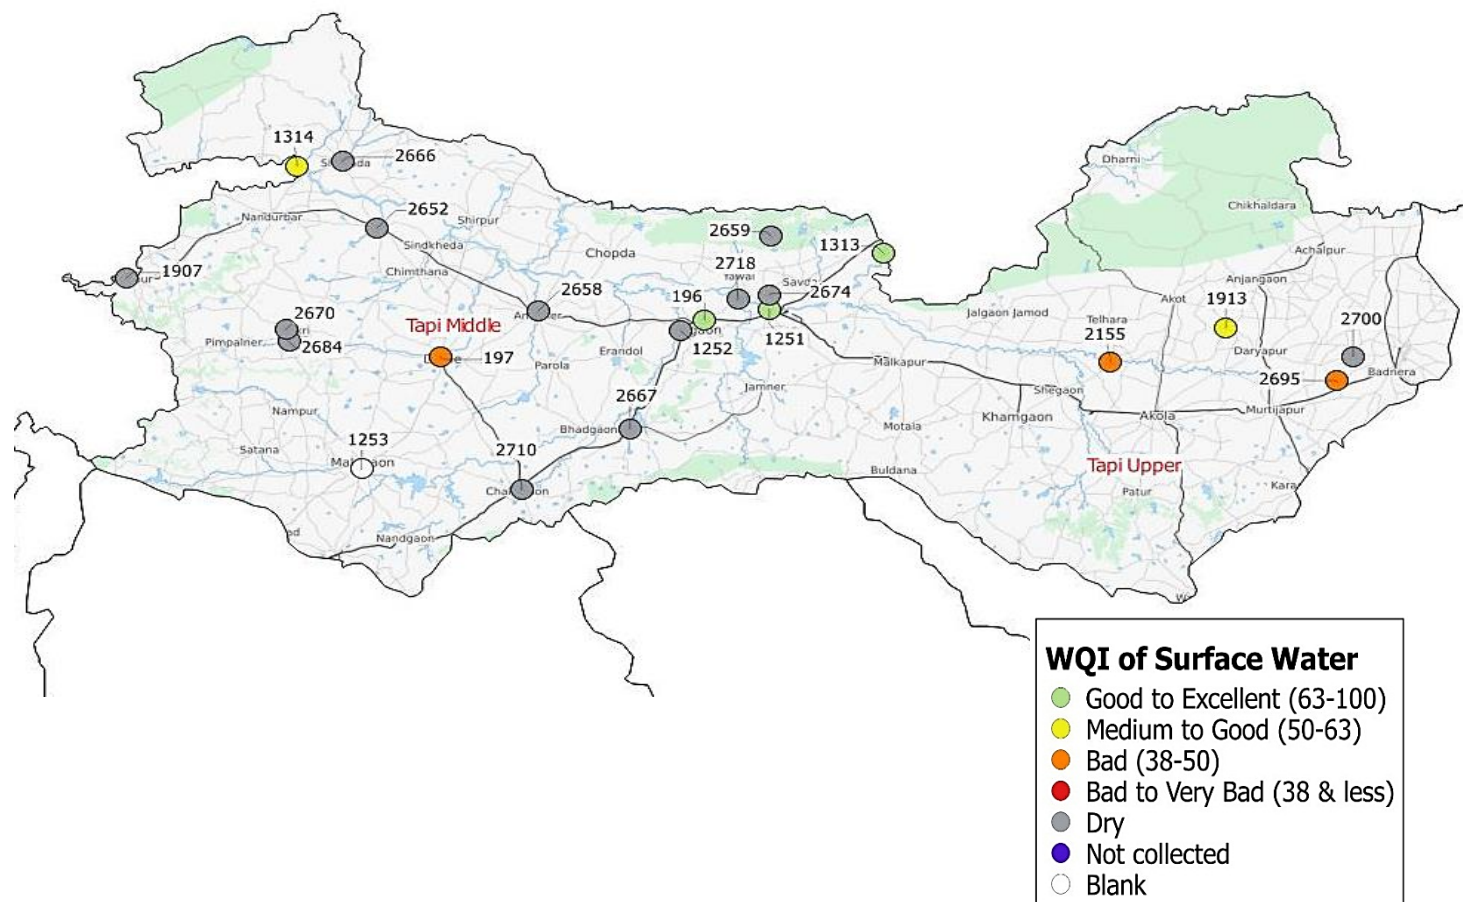 1314
2666
Dharni
2652
Chikhaldara
Nandurbar
Shirpur
2659
Sindkheda
1313
Achalpur
Chopda
2718
1907
Chimthana
2658
Savda
Anjangaon
2674
196
Akot
1913
2670
Tapi Middle
Jalgaon Jamod
Telhara
2700
Pimpalner
2684
1252
1251
2155
Erandol
Daryapur
197
Parola
Malkapur
2695
Badnera
Jamner
Shegaon
2667
Nampur
Khamgaon
Akola
Murtijapur
Bhadgaon
Motala
1253
Satana
2710
Tapi Upper
Buldana
Patur
Nandgaon
WQI of Surface Water
Good to Excellent (63-100)
Medium to Good (50-63)
Bad (38-50)
Bad to Very Bad (38 & less)
Dry
Not collected
Blank